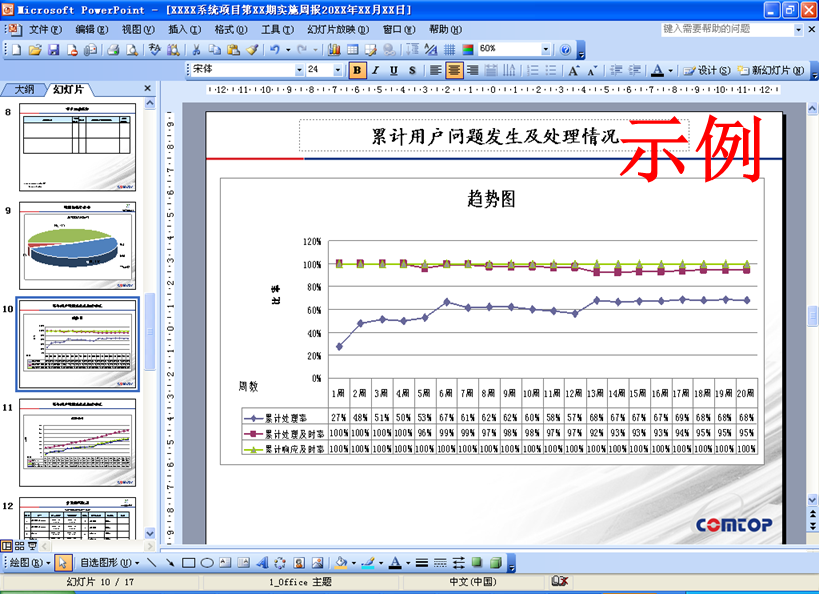 Microsoft PowerPoint - [XXXX系统项目第XX期实施周报20XX年XX月XX日]
文件(F) 编辑(E) 视图(V) 插入(I) 格式(O) 工具(T) 幻灯片放映(D) 窗口(W) 帮助(H) 键入需要帮助的问题
60%
宋体 24 B I U S 设计(S) 新幻灯片(N)
大纲 幻灯片
8
9
10
11
12
累计用户问题发生及处理情况
示例
趋势图
120%
100%
80%
60%
40%
20%
0%
比率
周数
1周 2周 3周 4周 5周 6周 7周 8周 9周 10周 11周 12周 13周 14周 15周 16周 17周 18周 19周 20周
累计处理率 27% 48% 51% 50% 53% 67% 61% 62% 62% 60% 58% 57% 68% 67% 67% 67% 69% 68% 68% 68%
累计处理及时率 100% 100% 100% 100% 96% 99% 99% 97% 98% 98% 97% 97% 92% 93% 93% 93% 94% 95% 95% 95%
累计响应及时率 100% 100% 100% 100% 100% 100% 100% 100% 100% 100% 100% 100% 100% 100% 100% 100% 100% 100% 100% 100%
COMTOP
绘图(R) 自选图形(U)
幻灯片 10 / 17 1_Office 主题 中文(中国)